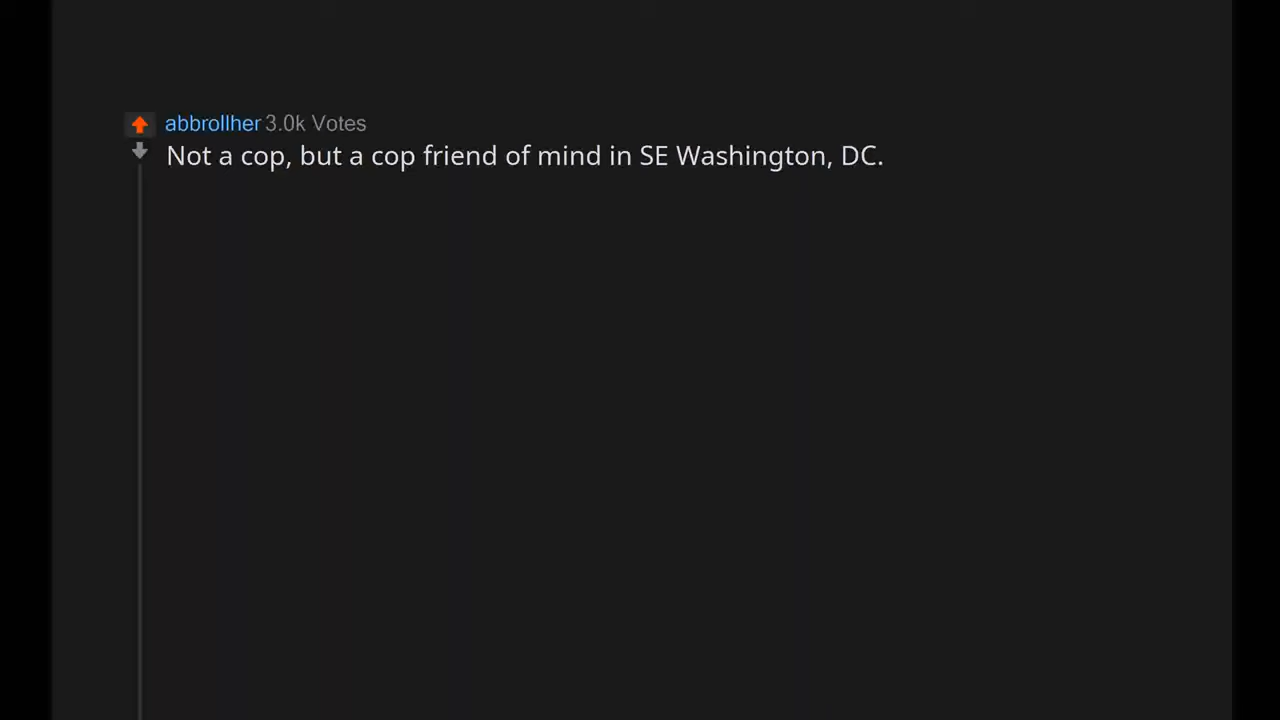 abbrollher 3.0k Votes
Not a cop, but a cop friend of mind in SE Washington, DC.